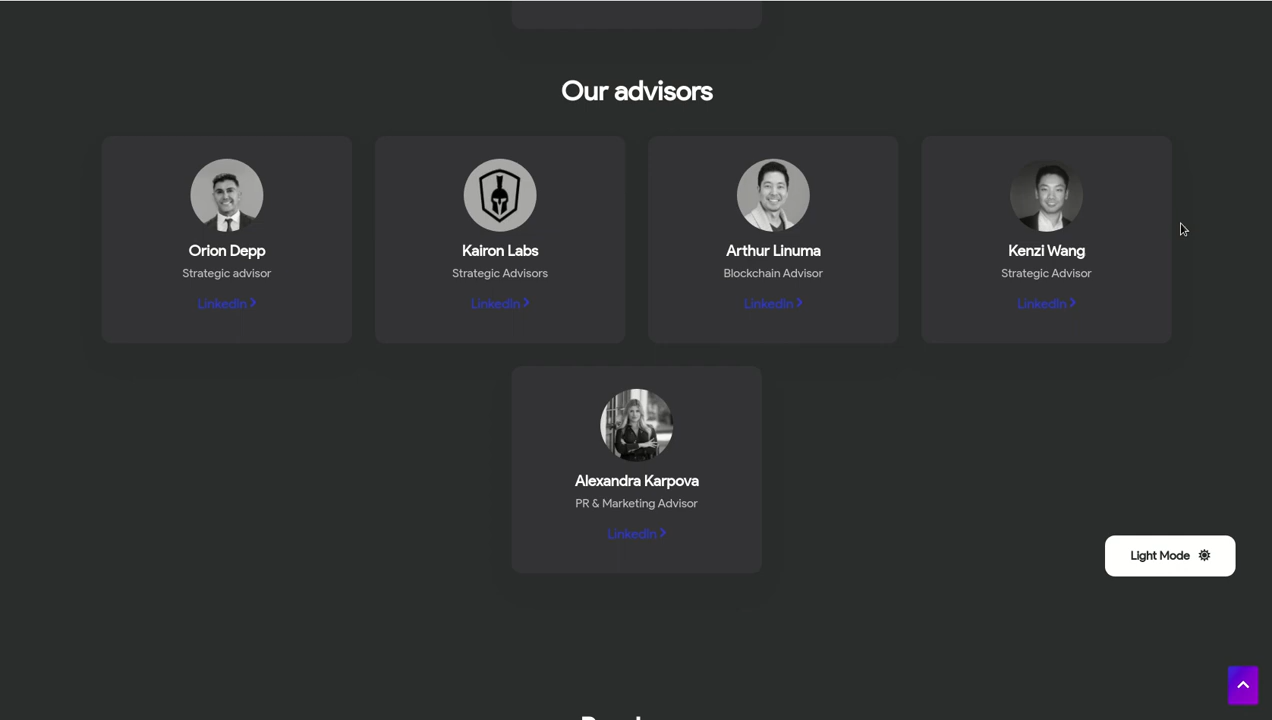 Our advisors
Orion Depp
Strategic advisor
LinkedIn
Kairon Labs
Strategic Advisors
LinkedIn
Arthur Linuma
Blockchain Advisor
LinkedIn
Kenzi Wang
Strategic Advisor
LinkedIn
Alexandra Karpova
PR & Marketing Advisor
LinkedIn
Light Mode